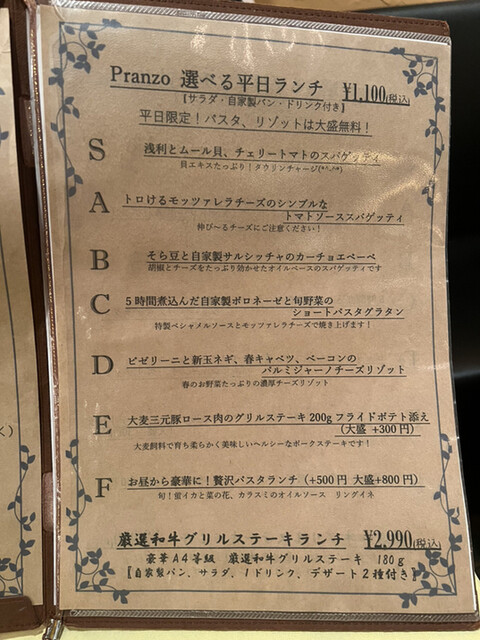 Pranzo 選べる平日ランチ ¥1,100(税込)
【サラダ・自家製パン・ドリンク付き】
平日限定！パスタ、リゾットは大盛無料！
S 浅利とムール貝、チェリートマトのスパゲッティ
貝エキスたっぷり！タウリンチャージ(*^-^*)
A トロけるモッツァレラチーズのシンプルな
トマトソーススパゲッティ
伸び～るチーズにご注意ください！
B そら豆と自家製サルシッチャのカーチョエペーペ
胡椒とチーズをたっぷり効かせたオイルベースのスパゲッティです
C 5時間煮込んだ自家製ボロネーゼと旬野菜の
ショートパスタグラタン
特製ベシャメルソースとモッツァレラチーズで焼き上げます！
D ピゼリーニと新玉ネギ、春キャベツ、ベーコンの
パルミジャーノチーズリゾット
春のお野菜たっぷりの濃厚チーズリゾット
E 大麦三元豚ロース肉のグリルステーキ200g フライドポテト添え
（大盛 +300円）
大麦飼料で育ち柔らかく美味しいヘルシーなポークステーキです！
F お昼から豪華に！贅沢パスタランチ（+500円 大盛+800円）
旬！蛍イカと菜の花、カラスミのオイルソース リングイネ
厳選和牛グリルステーキランチ ¥2,990(税込)
豪華A4等級 厳選和牛グリルステーキ 180g
【自家製パン、サラダ、1ドリンク、デザート2種付き】
く）